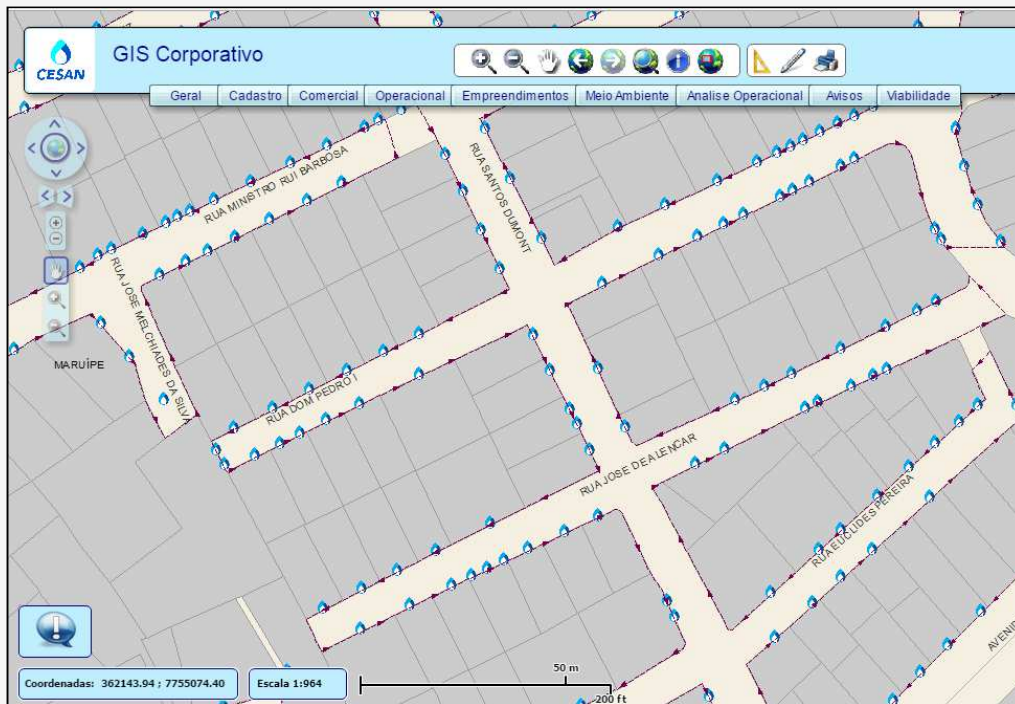 CESAN
GIS Corporativo
Geral
Cadastro
Comercial
Operacional
Empreendimentos
Meio Ambiente
Analise Operacional
Avisos
Viabilidade
RUA MINISTRO RUI BARBOSA
RUA SANTOS DUMONT
RUA JOSE MELCHIADES DA SILVA
MARUÍPE
RUA DOM PEDRO I
RUA JOSE DE ALENCAR
RUA EUCLIDES PEREIRA
AVENID
Coordenadas: 362143.94 ; 7755074.40
Escala 1:964
50 m
200 ft